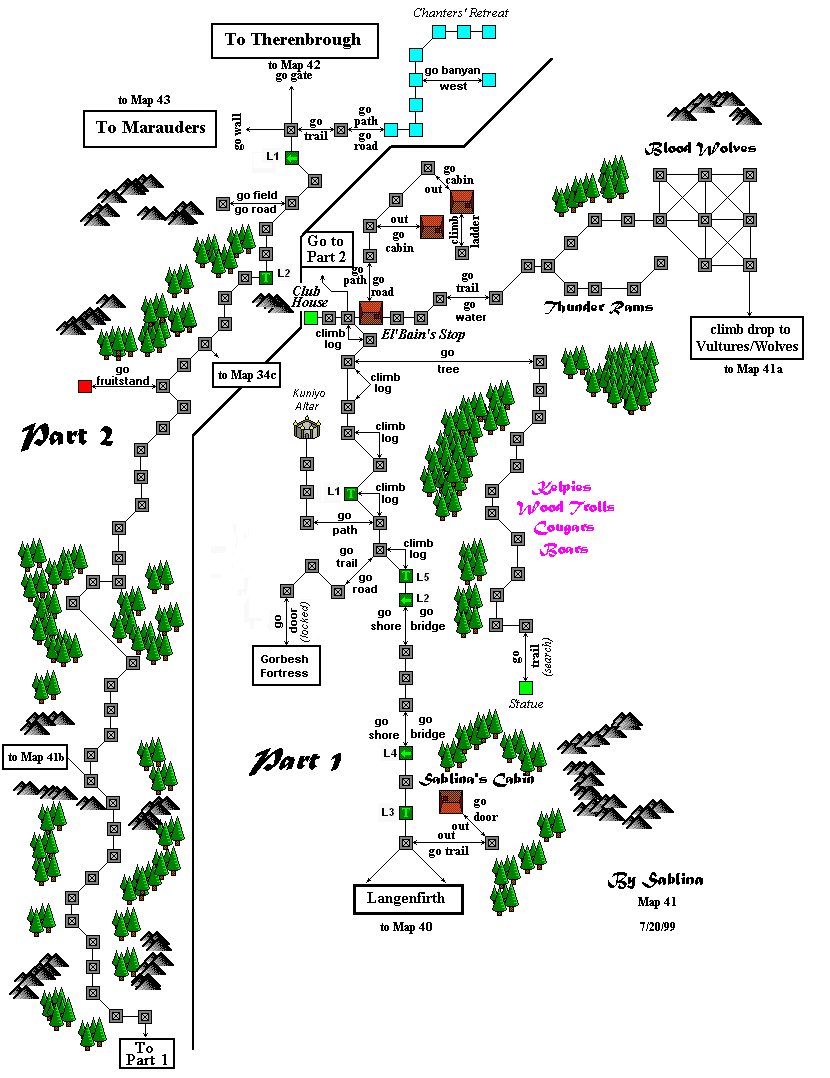 Chanters' Retreat
To Therenbrough
to Map 42
go gate
go banyan
west
to Map 43
To Marauders
go wall
go
trail
go
path
go
road
L1
Blood Wolves
go field
go road
go
cabin
out
out
go
cabin
climb
ladder
Go to
Part 2
L2
go
path
go
road
go
trail
go
water
Thunder Rams
Club
House
El'Bain's Stop
climb
log
climb drop to
Vultures/Wolves
to Map 41a
to Map 34c
go
fruitstand
go
tree
climb
log
Kuniyo
Altar
climb
log
Part 2
L1
climb
log
Kelpies
Wood Trolls
Cougars
Boars
go
path
climb
log
go
trail
go
road
L5
L2
go
door
(locked)
go
shore
go
bridge
Gorbesh
Fortress
go
trail
(search)
Statue
go
shore
go
bridge
to Map 41b
Part 1
L4
Sablina's Cabin
go
door
out
L3
out
go trail
Langenfirth
to Map 40
By Sablina
Map 41
7/20/99
To
Part 1